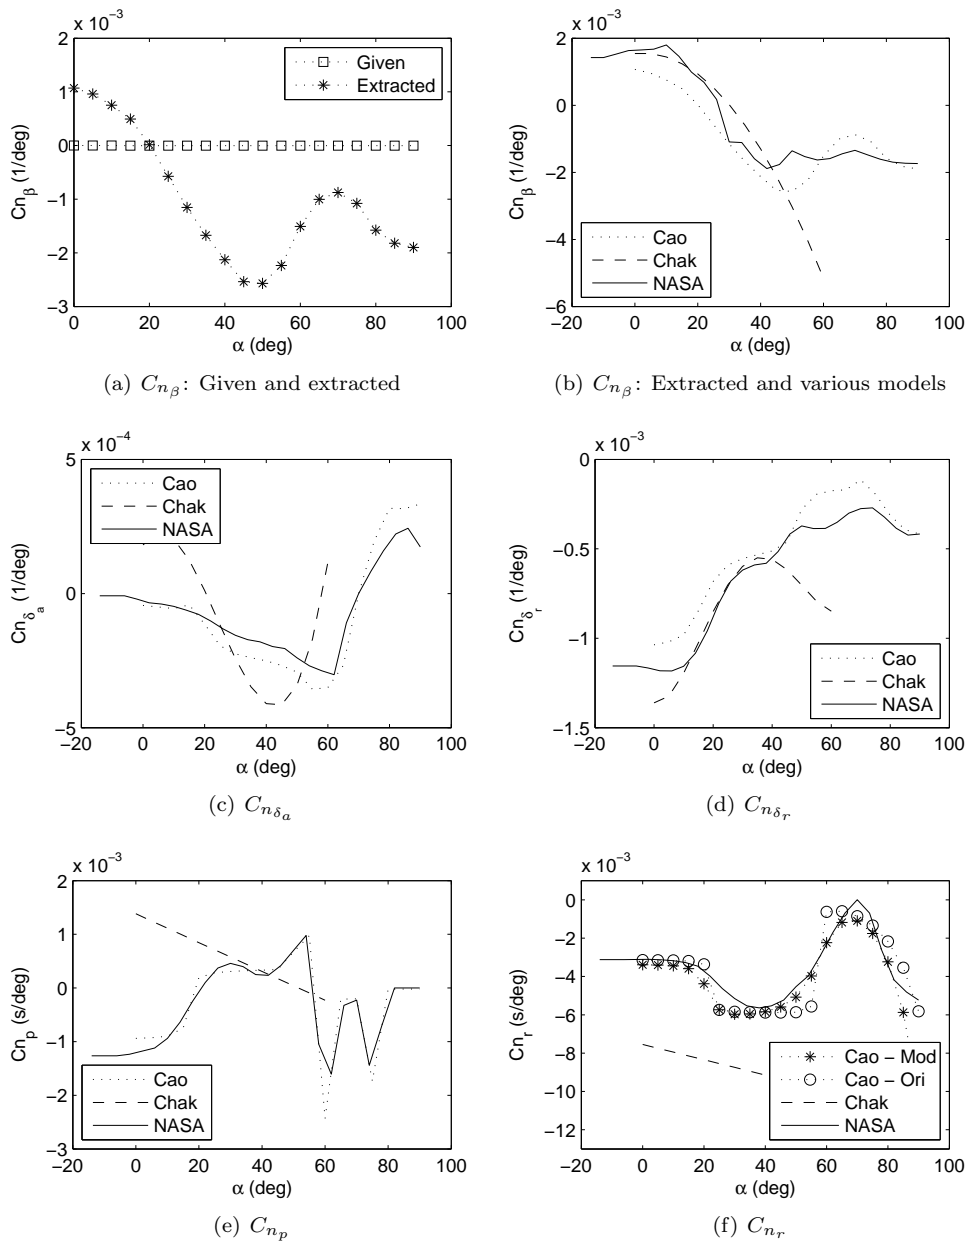 x 10⁻³
2
1
0
−1
−2
−3
0
20
40
60
80
100
Cn_β (1/deg)
α (deg)
Given
Extracted
(a) C_{n_β}: Given and extracted
x 10⁻³
2
0
−2
−4
−6
−20
0
20
40
60
80
100
Cn_β (1/deg)
α (deg)
Cao
Chak
NASA
(b) C_{n_β}: Extracted and various models
x 10⁻⁴
5
0
−5
−20
0
20
40
60
80
100
Cn_{δ_a} (1/deg)
α (deg)
Cao
Chak
NASA
(c) C_{n_{δ_a}}
x 10⁻³
0
−0.5
−1
−1.5
−20
0
20
40
60
80
100
Cn_{δ_r} (1/deg)
α (deg)
Cao
Chak
NASA
(d) C_{n_{δ_r}}
x 10⁻³
2
1
0
−1
−2
−3
−20
0
20
40
60
80
100
Cn_p (s/deg)
α (deg)
Cao
Chak
NASA
(e) C_{n_p}
x 10⁻³
0
−2
−4
−6
−8
−10
−12
−20
0
20
40
60
80
100
Cn_r (s/deg)
α (deg)
Cao − Mod
Cao − Ori
Chak
NASA
(f) C_{n_r}